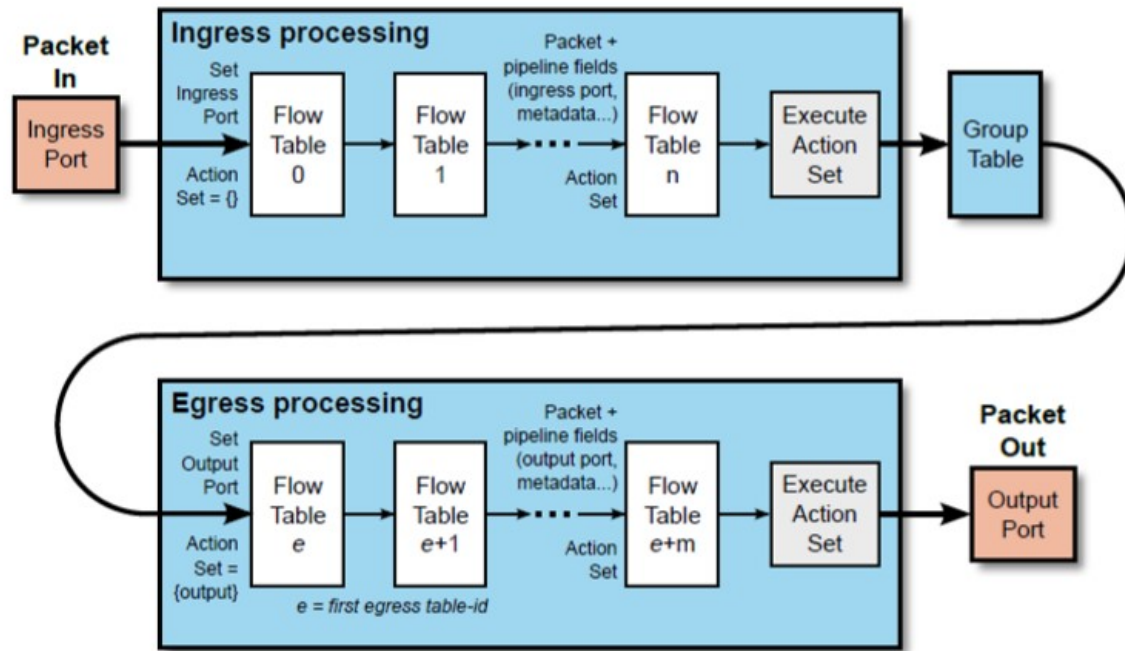 Packet
In
Ingress
Port
Ingress processing
Set
Ingress
Port
Action
Set = {}
Flow
Table
0
Flow
Table
1
Packet +
pipeline fields
(ingress port,
metadata...)
Action
Set
Flow
Table
n
Execute
Action
Set
Group
Table
Egress processing
Set
Output
Port
Action
Set =
{output}
Flow
Table
e
Flow
Table
e+1
e = first egress table-id
Packet +
pipeline fields
(output port,
metadata...)
Action
Set
Flow
Table
e+m
Execute
Action
Set
Packet
Out
Output
Port